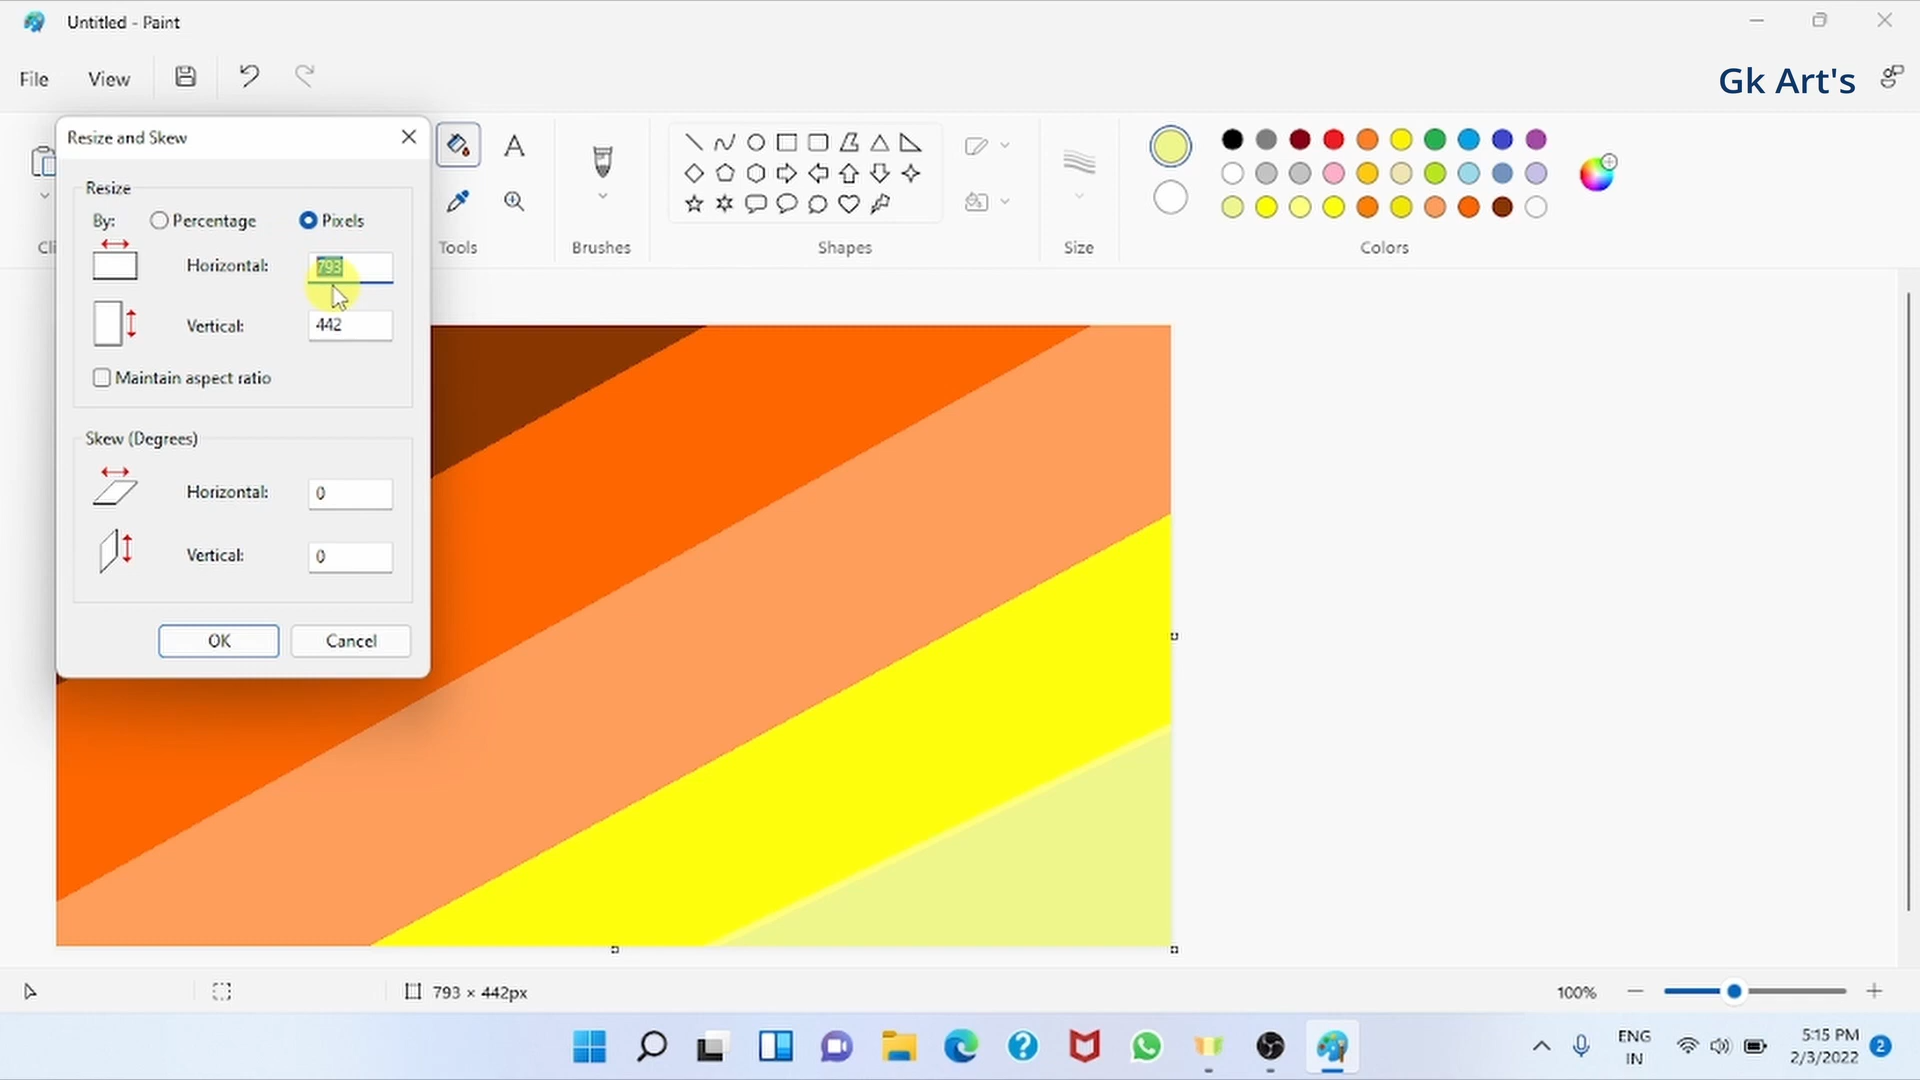 Untitled - Paint
File
View
Gk Art's
Resize and Skew
Resize
By:
Percentage
Pixels
Horizontal:
793
Vertical:
442
Maintain aspect ratio
Skew (Degrees)
Horizontal:
0
Vertical:
0
OK
Cancel
Cli
A
Tools
Brushes
Shapes
Size
Colors
793 × 442px
100%
ENG
IN
5:15 PM
2/3/2022
2